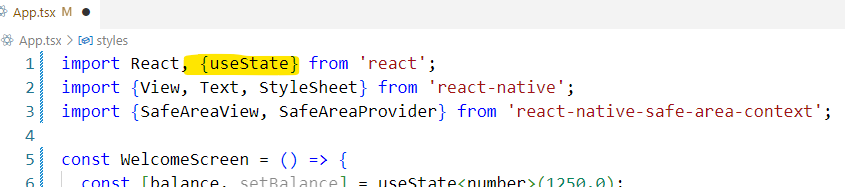 App.tsx M ●
App.tsx > styles
1 import React, {useState} from 'react';
2 import {View, Text, StyleSheet} from 'react-native';
3 import {SafeAreaView, SafeAreaProvider} from 'react-native-safe-area-context';
4
5 const WelcomeScreen = () => {
6 const [balance, setBalance] = useState<number>(1250.0);